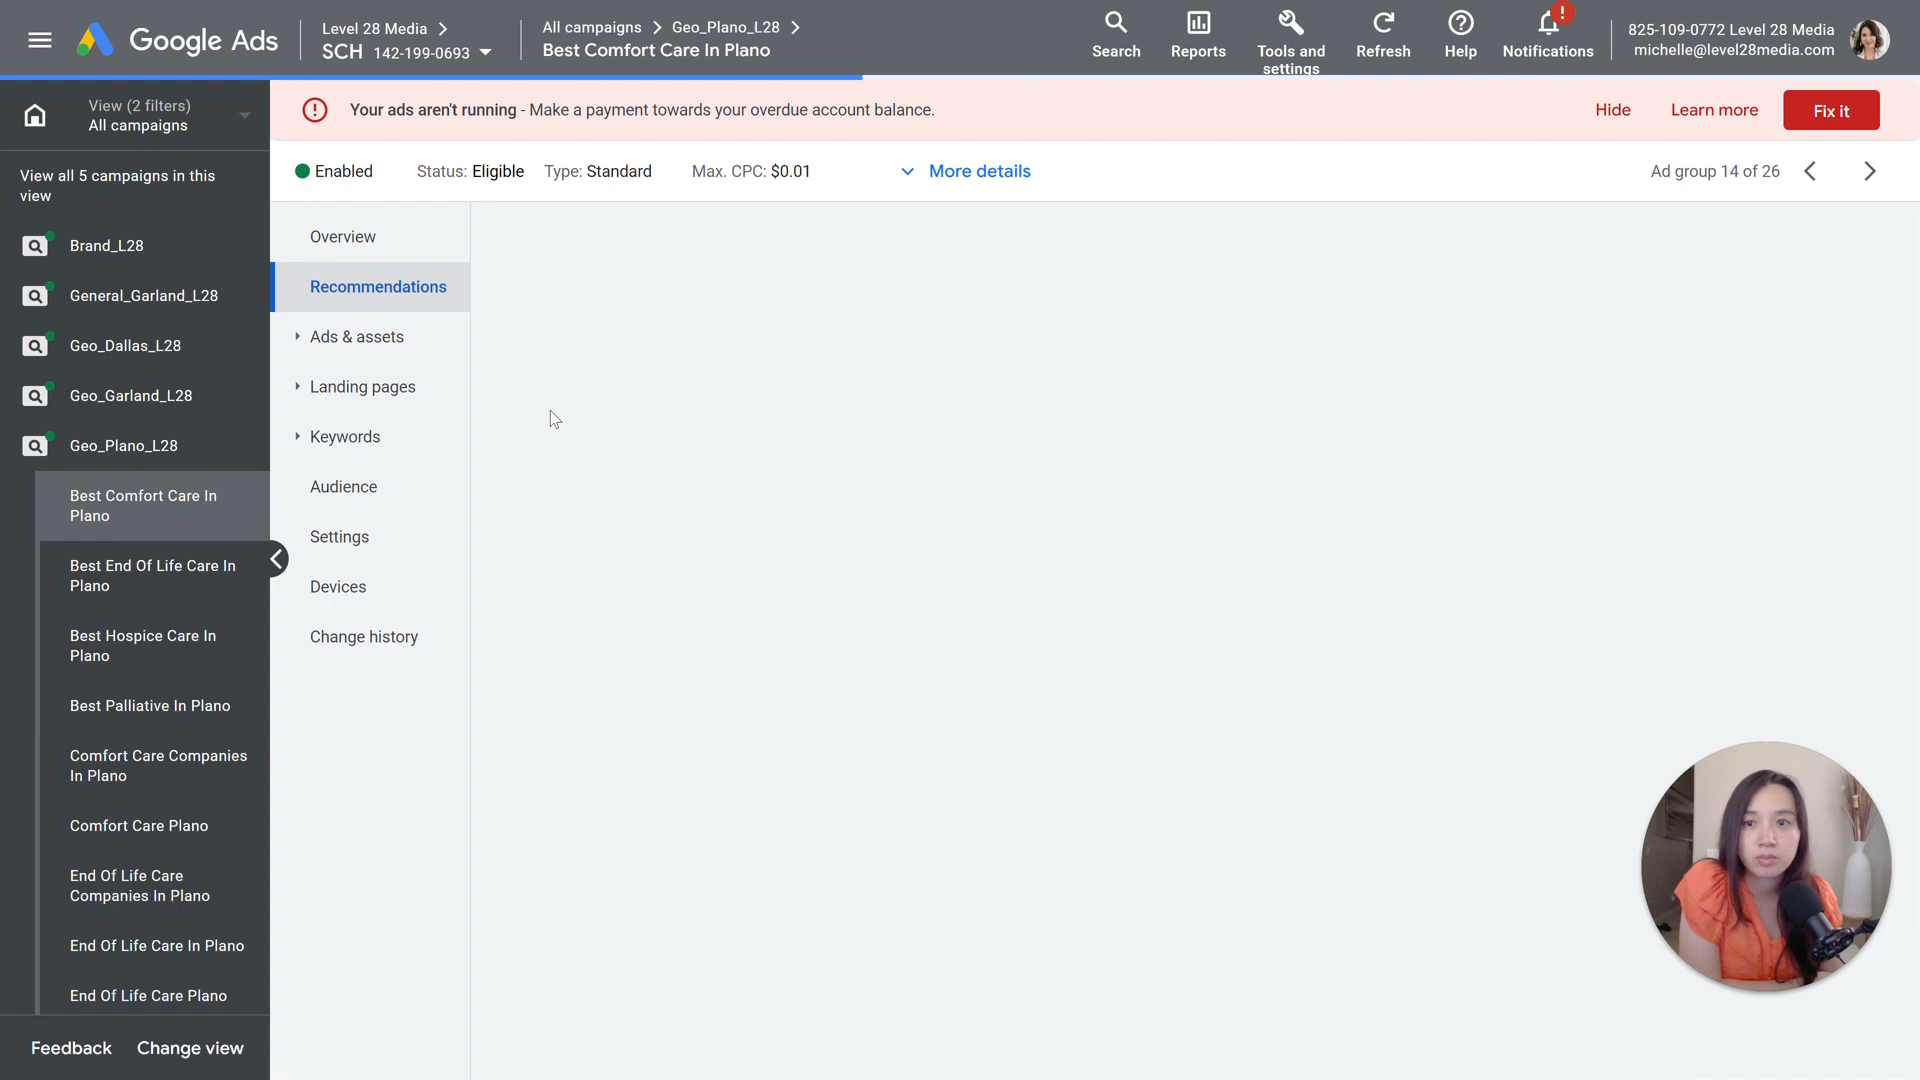 Google Ads
Level 28 Media
SCH 142-199-0693
All campaigns
Geo_Plano_L28
Best Comfort Care In Plano
Search
Reports
Tools and
settings
Refresh
Help
!
Notifications
825-109-0772 Level 28 Media
michelle@level28media.com
View (2 filters)
All campaigns
Your ads aren't running - Make a payment towards your overdue account balance.
Hide
Learn more
Fix it
Enabled
Status: Eligible
Type: Standard
Max. CPC: $0.01
More details
Ad group 14 of 26
View all 5 campaigns in this
view
Brand_L28
General_Garland_L28
Geo_Dallas_L28
Geo_Garland_L28
Geo_Plano_L28
Best Comfort Care In
Plano
Best End Of Life Care In
Plano
Best Hospice Care In
Plano
Best Palliative In Plano
Comfort Care Companies
In Plano
Comfort Care Plano
End Of Life Care
Companies In Plano
End Of Life Care In Plano
End Of Life Care Plano
Feedback
Change view
Overview
Recommendations
Ads & assets
Landing pages
Keywords
Audience
Settings
Devices
Change history